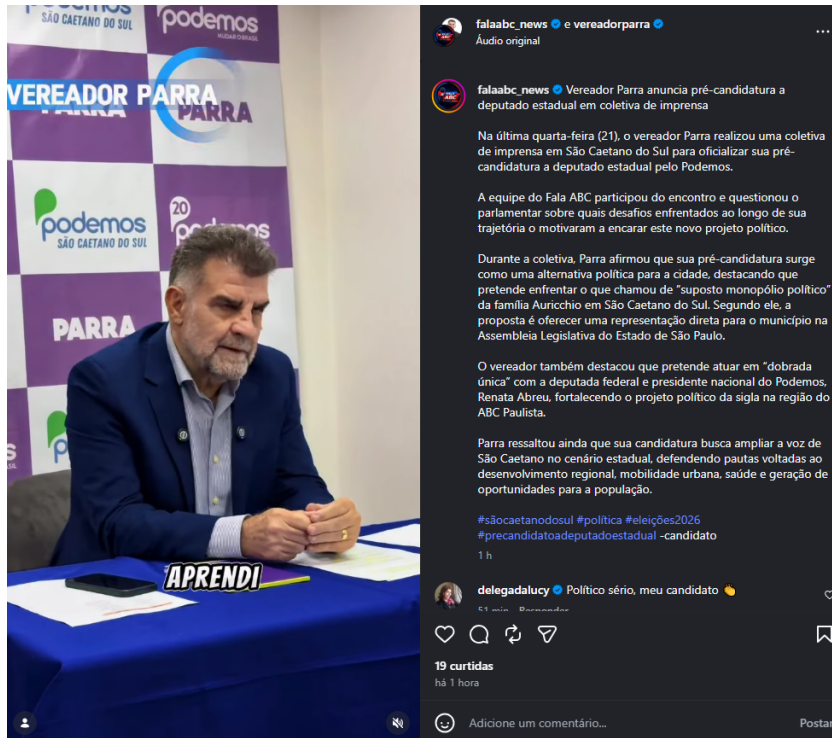 SÃO CAETANO DO SUL
podemos
MUDAR O BRASIL
VEREADOR PARRA
PARRA
PARRA
podemos
SÃO CAETANO DO SUL
20
podemos
PARRA
APRENDI
falaabc_news e vereadorparra
Áudio original
falaabc_news Vereador Parra anuncia pré-candidatura a
deputado estadual em coletiva de imprensa
Na última quarta-feira (21), o vereador Parra realizou uma coletiva
de imprensa em São Caetano do Sul para oficializar sua pré-
candidatura a deputado estadual pelo Podemos.
A equipe do Fala ABC participou do encontro e questionou o
parlamentar sobre quais desafios enfrentados ao longo de sua
trajetória o motivaram a encarar este novo projeto político.
Durante a coletiva, Parra afirmou que sua pré-candidatura surge
como uma alternativa política para a cidade, destacando que
pretende enfrentar o que chamou de "suposto monopólio político"
da família Auricchio em São Caetano do Sul. Segundo ele, a
proposta é oferecer uma representação direta para o município na
Assembleia Legislativa do Estado de São Paulo.
O vereador também destacou que pretende atuar em "dobrada
única" com a deputada federal e presidente nacional do Podemos,
Renata Abreu, fortalecendo o projeto político da sigla na região do
ABC Paulista.
Parra ressaltou ainda que sua candidatura busca ampliar a voz de
São Caetano no cenário estadual, defendendo pautas voltadas ao
desenvolvimento regional, mobilidade urbana, saúde e geração de
oportunidades para a população.
#sãocaetanodosul #política #eleições2026
#precandidatoadeputadoestadual -candidato
1 h
delegadalucy Político sério, meu candidato 👏
51 min Responder
19 curtidas
há 1 hora
Adicione um comentário...
Postar